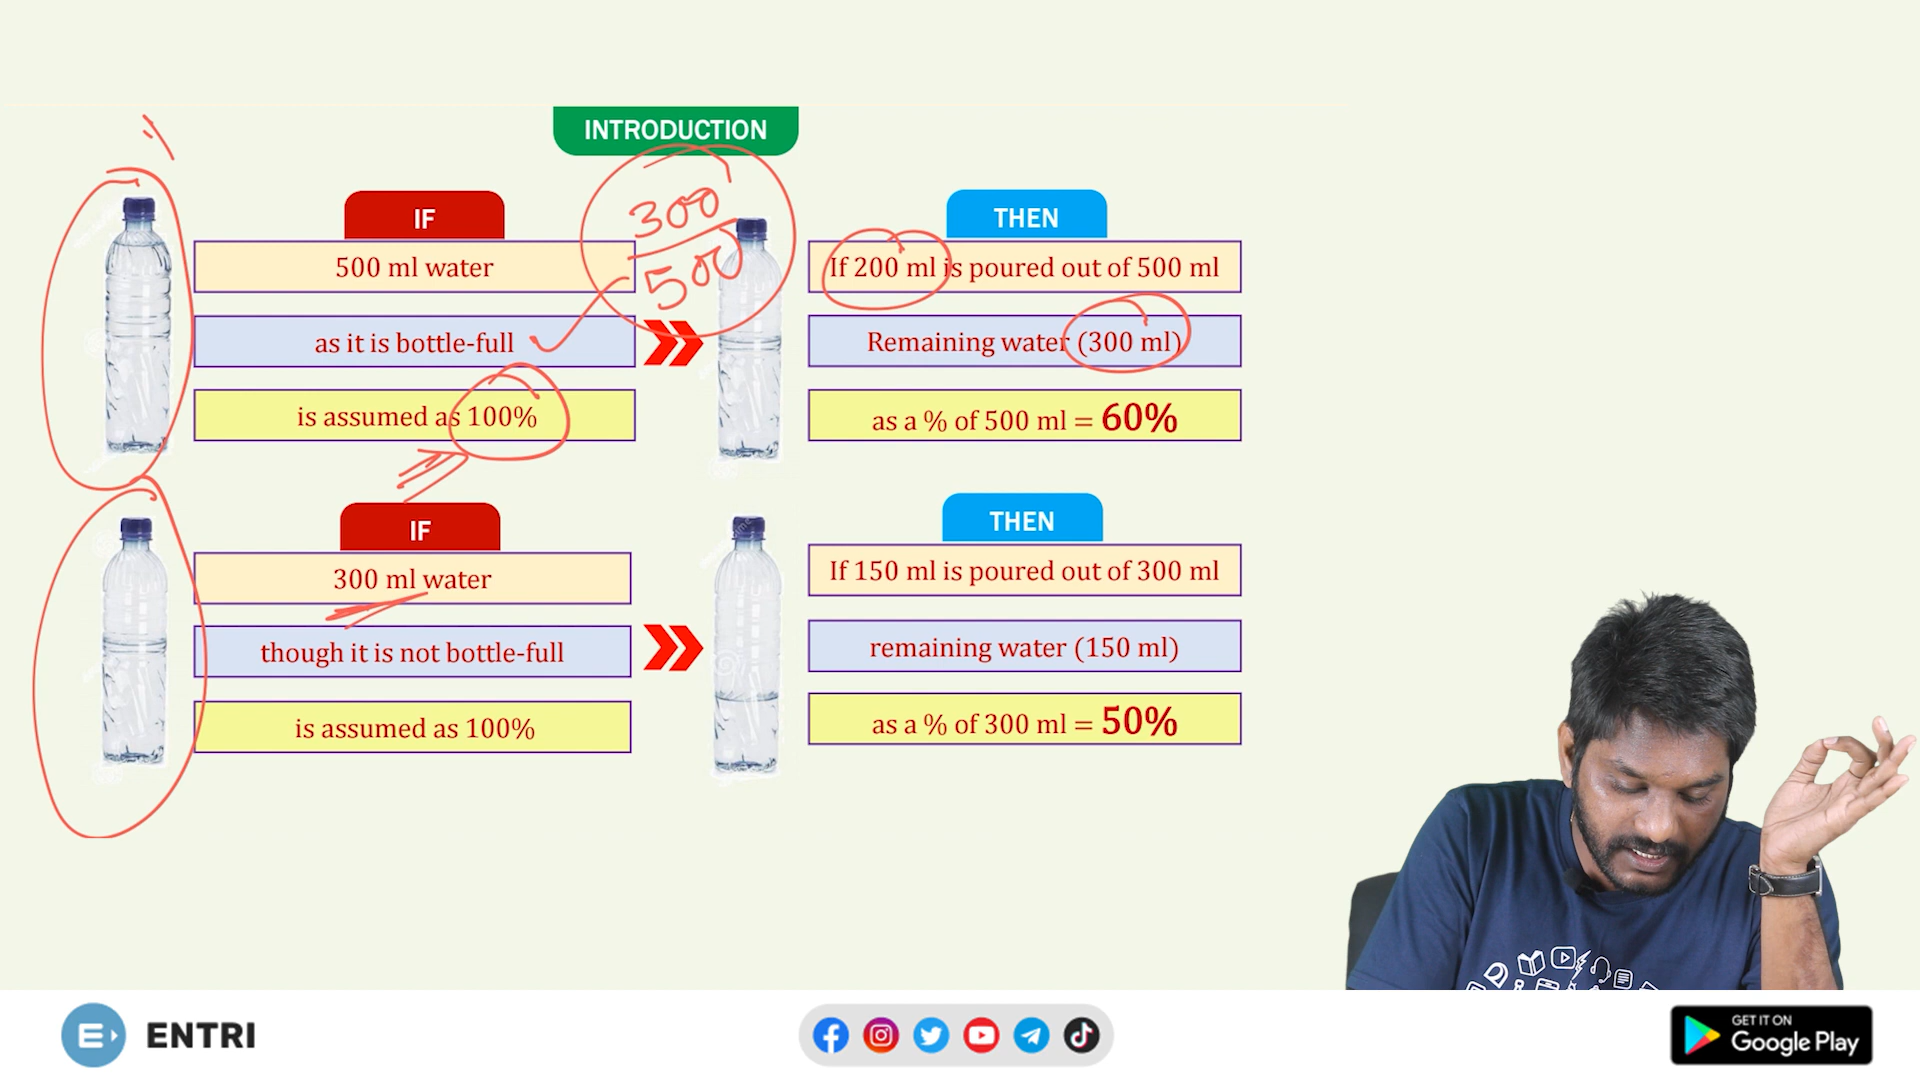 INTRODUCTION
IF
500 ml water
as it is bottle-full
is assumed as 100%
300
500
THEN
If 200 ml is poured out of 500 ml
Remaining water (300 ml)
as a % of 500 ml = 60%
IF
300 ml water
though it is not bottle-full
is assumed as 100%
THEN
If 150 ml is poured out of 300 ml
remaining water (150 ml)
as a % of 300 ml = 50%
E ENTRI
GET IT ON
Google Play